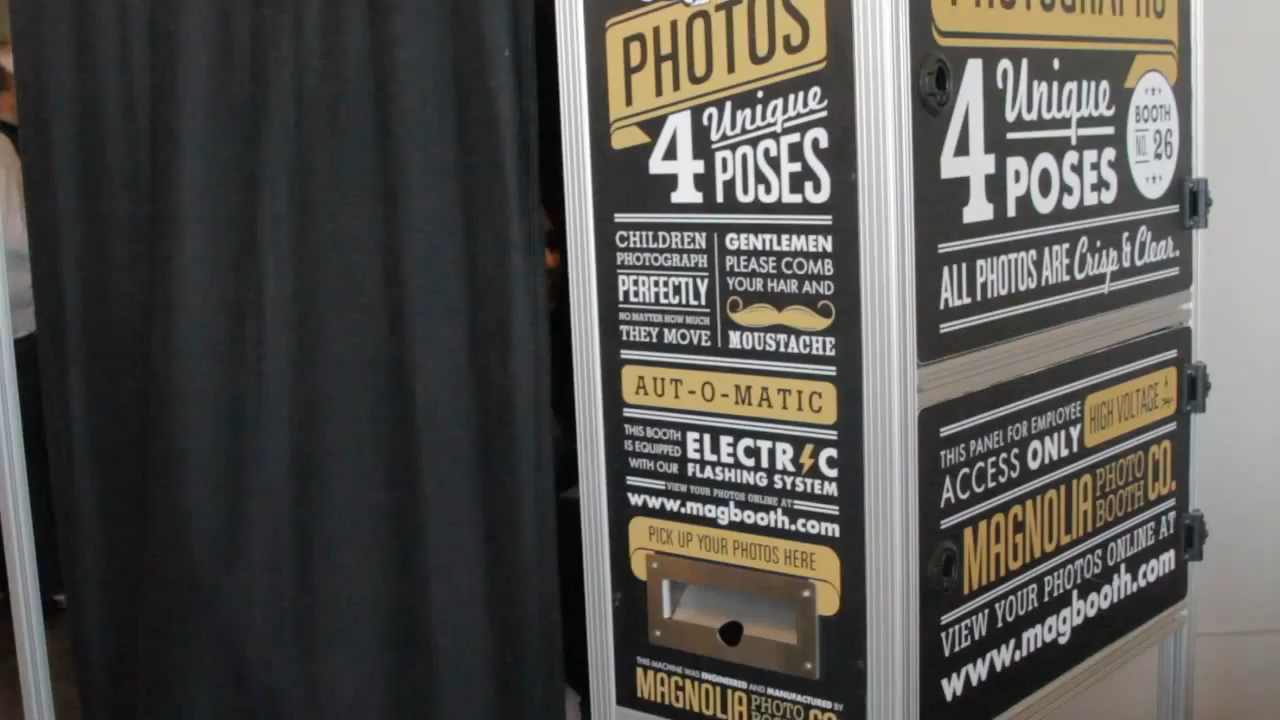 PHOTOS
4 Unique
POSES
CHILDREN
PHOTOGRAPH
PERFECTLY
NO MATTER HOW MUCH
THEY MOVE
GENTLEMEN
PLEASE COMB
YOUR HAIR AND
MOUSTACHE
AUT-O-MATIC
THIS BOOTH
IS EQUIPPED
WITH OUR
ELECTRIC
FLASHING SYSTEM
VIEW YOUR PHOTOS ONLINE AT
www.magbooth.com
PICK UP YOUR PHOTOS HERE
THIS MACHINE WAS ENGINEERED AND MANUFACTURED BY
MAGNOLIA PHOTO
BOOTH CO.
PHOTOGRAPHS
4 Unique
POSES
BOOTH
NO. 26
ALL PHOTOS ARE Crisp & Clear.
THIS PANEL FOR EMPLOYEE
ACCESS ONLY
HIGH VOLTAGE
MAGNOLIA PHOTO
BOOTH CO.
VIEW YOUR PHOTOS ONLINE AT
www.magbooth.com